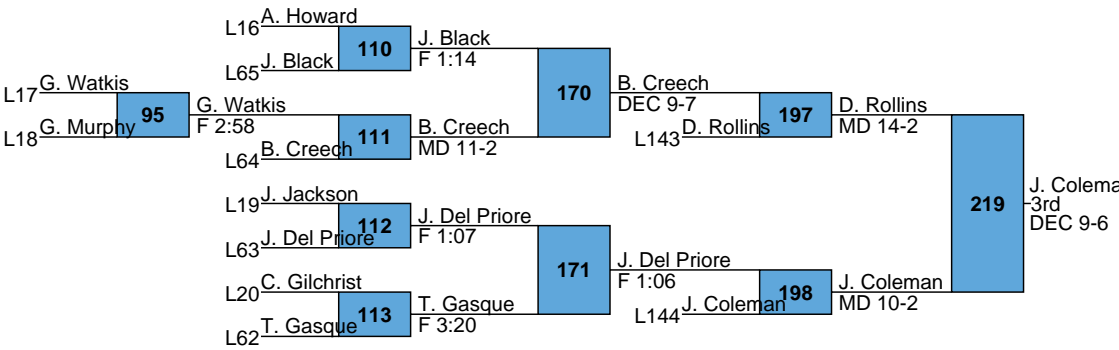 A. Howard
L16
110
J. Black
F 1:14
J. Black
L65
G. Watkis
L17
95
G. Watkis
F 2:58
G. Murphy
L18
111
B. Creech
MD 11-2
B. Creech
L64
170
B. Creech
DEC 9-7
D. Rollins
L143
197
D. Rollins
MD 14-2
J. Jackson
L19
112
J. Del Priore
F 1:07
J. Del Priore
L63
171
J. Del Priore
F 1:06
C. Gilchrist
L20
113
T. Gasque
F 3:20
T. Gasque
L62
J. Coleman
L144
198
J. Coleman
MD 10-2
219
J. Colema
3rd
DEC 9-6